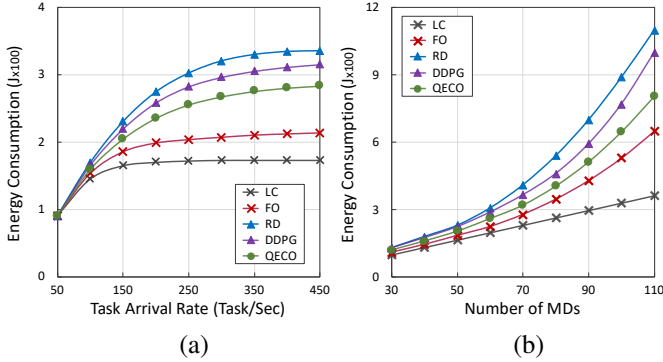 Energy Consumption (Jx100)
4
3
2
1
0
50
150
250
350
450
Task Arrival Rate (Task/Sec)
LC
FO
RD
DDPG
QECO
(a)
Energy Consumption (Jx100)
12
9
6
3
0
30
50
70
90
110
Number of MDs
LC
FO
RD
DDPG
QECO
(b)